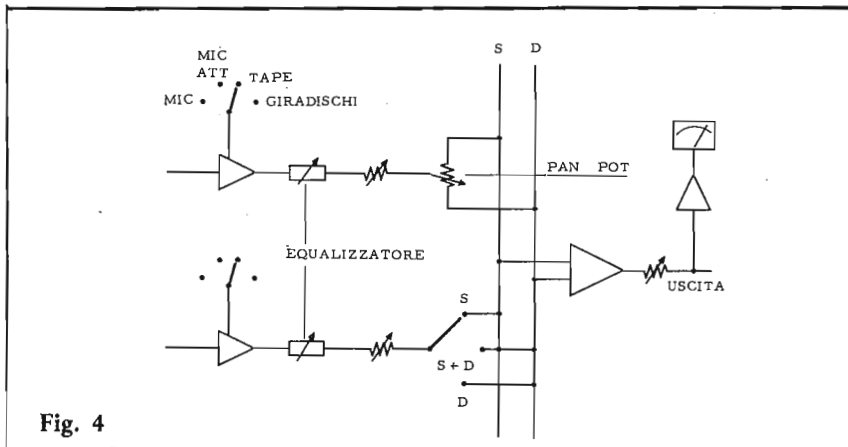 S D
MIC
ATT
TAPE
MIC
GIRADISCHI
PAN POT
EQUALIZZATORE
USCITA
S
S + D
D
Fig. 4